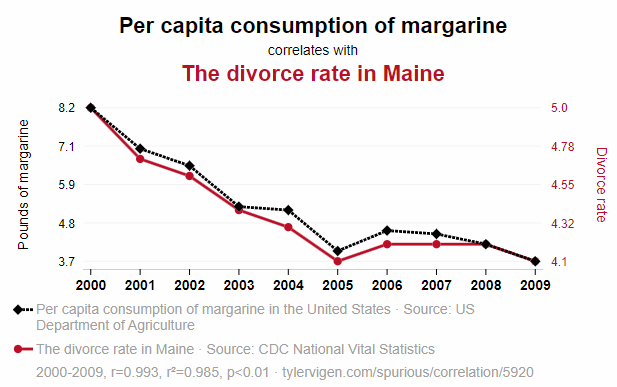 Per capita consumption of margarine
correlates with
The divorce rate in Maine
8.2
7.1
5.9
4.8
3.7
Pounds of margarine
5.0
4.78
4.55
4.32
4.1
Divorce rate
2000 2001 2002 2003 2004 2005 2006 2007 2008 2009
Per capita consumption of margarine in the United States · Source: US
Department of Agriculture
The divorce rate in Maine · Source: CDC National Vital Statistics
2000-2009, r=0.993, r²=0.985, p<0.01 · tylervigen.com/spurious/correlation/5920